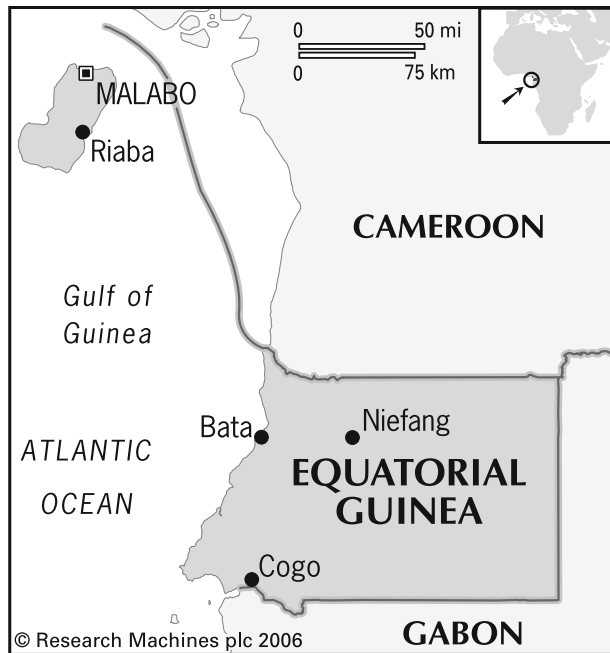 0 50 mi
0 75 km
MALABO
Riaba
CAMEROON
Gulf of
Guinea
Bata
Niefang
ATLANTIC
OCEAN
EQUATORIAL
GUINEA
Cogo
GABON
© Research Machines plc 2006